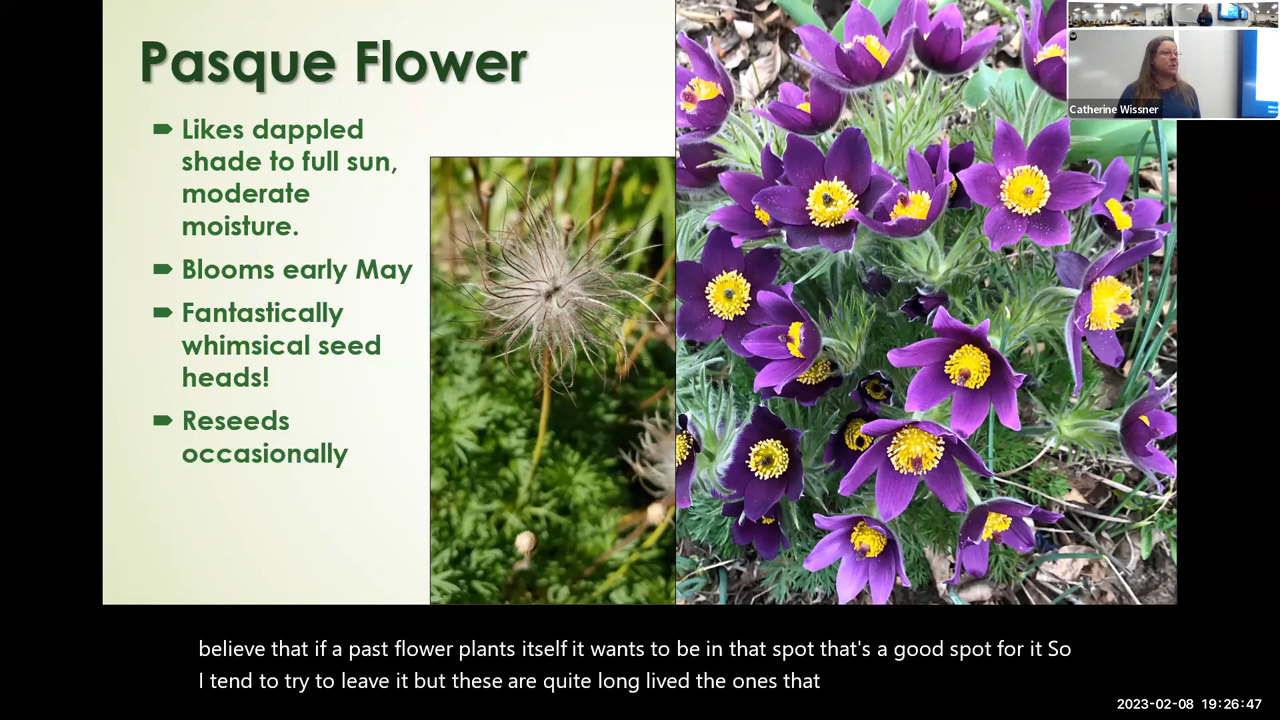 Pasque Flower
Likes dappled
shade to full sun,
moderate
moisture.
Blooms early May
Fantastically
whimsical seed
heads!
Reseeds
occasionally
Catherine Wissner
believe that if a past flower plants itself it wants to be in that spot that's a good spot for it So
I tend to try to leave it but these are quite long lived the ones that
2023-02-08 19:26:47